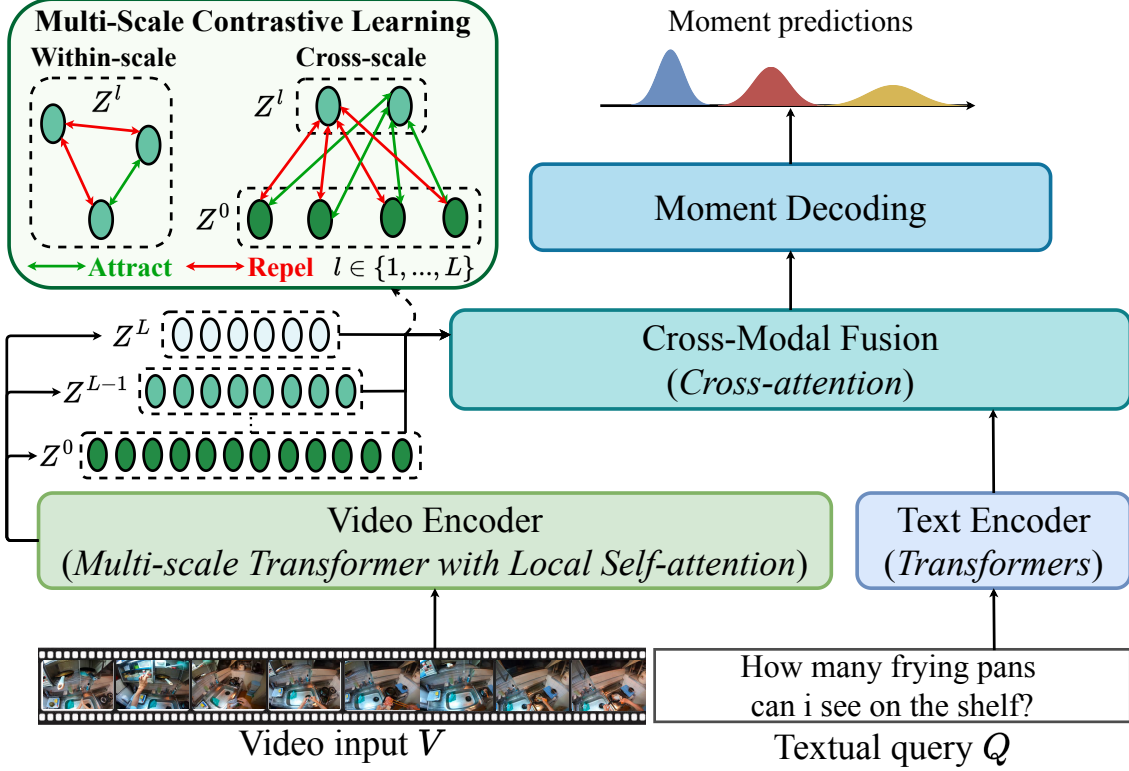 Multi-Scale Contrastive Learning
Within-scale
Cross-scale
Z^l
Z^l
Z^0
Attract
Repel
l ∈ {1, ..., L}
Moment predictions
Moment Decoding
Cross-Modal Fusion
(Cross-attention)
Z^L
Z^{L-1}
Z^0
Video Encoder
(Multi-scale Transformer with Local Self-attention)
Text Encoder
(Transformers)
How many frying pans
can i see on the shelf?
Video input V
Textual query Q